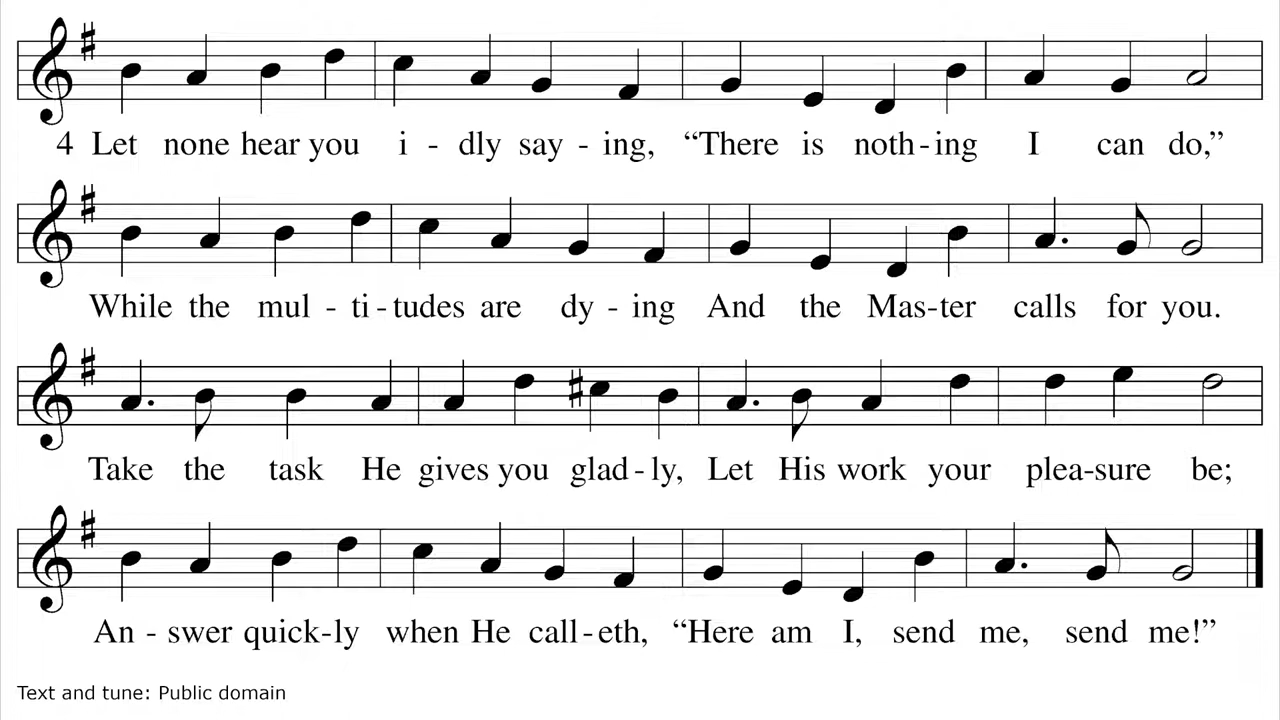 4 Let none hear you i - dly say - ing, “There is noth - ing I can do,”
While the mul - ti - tudes are dy - ing And the Mas - ter calls for you.
Take the task He gives you glad - ly, Let His work your plea - sure be;
An - swer quick - ly when He call - eth, “Here am I, send me, send me!”
Text and tune: Public domain